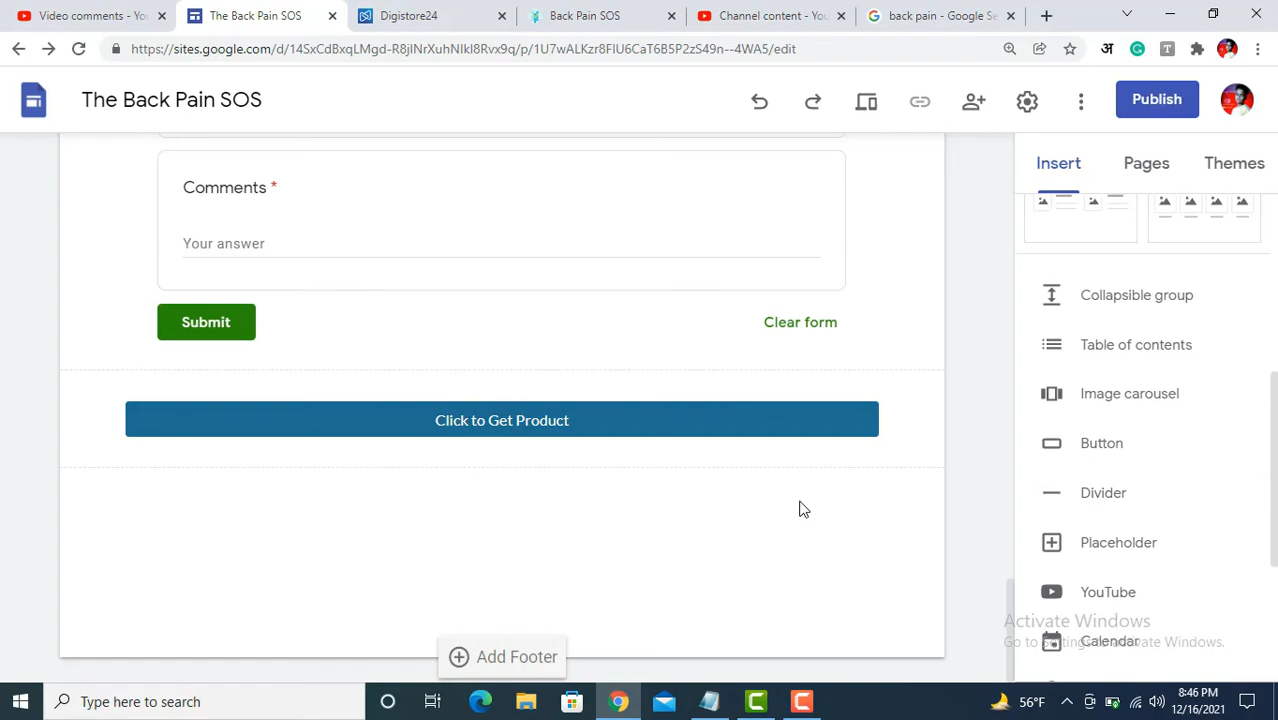 Video comments - You
The Back Pain SOS
Digistore24
Back Pain SOS
Channel content - You
back pain - Google Se
https://sites.google.com/d/14SxCdBxqLMgd-R8jlNrXuhNIkI8Rvx9q/p/1U7wALKzr8FIU6CaT6B5P2zS49n--4WA5/edit
अ
The Back Pain SOS
Publish
Insert
Pages
Themes
Comments *
Your answer
Submit
Clear form
Click to Get Product
Add Footer
Collapsible group
Table of contents
Image carousel
Button
Divider
Placeholder
YouTube
Calendar
Activate Windows
Go to Settings to activate Windows.
Type here to search
56°F
8:46 PM
12/16/2021